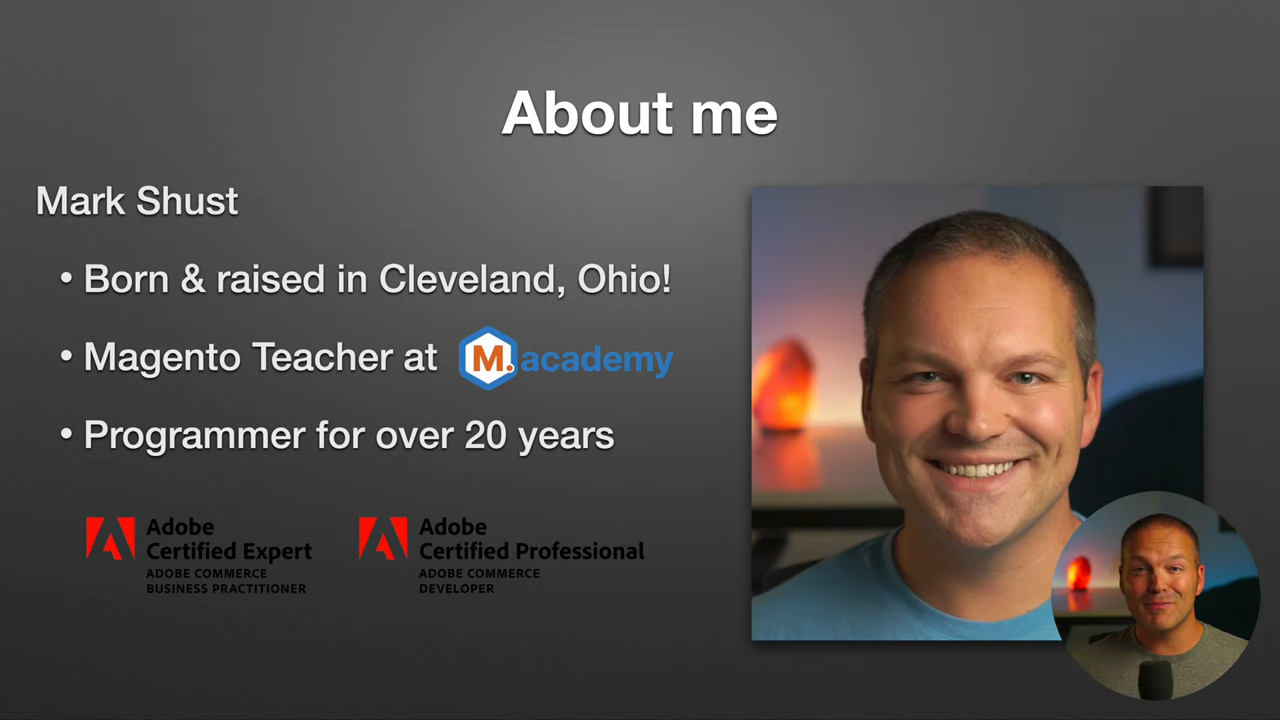 About me
Mark Shust
• Born & raised in Cleveland, Ohio!
• Magento Teacher at M.academy
• Programmer for over 20 years
Adobe
Certified Expert
ADOBE COMMERCE
BUSINESS PRACTITIONER
Adobe
Certified Professional
ADOBE COMMERCE
DEVELOPER